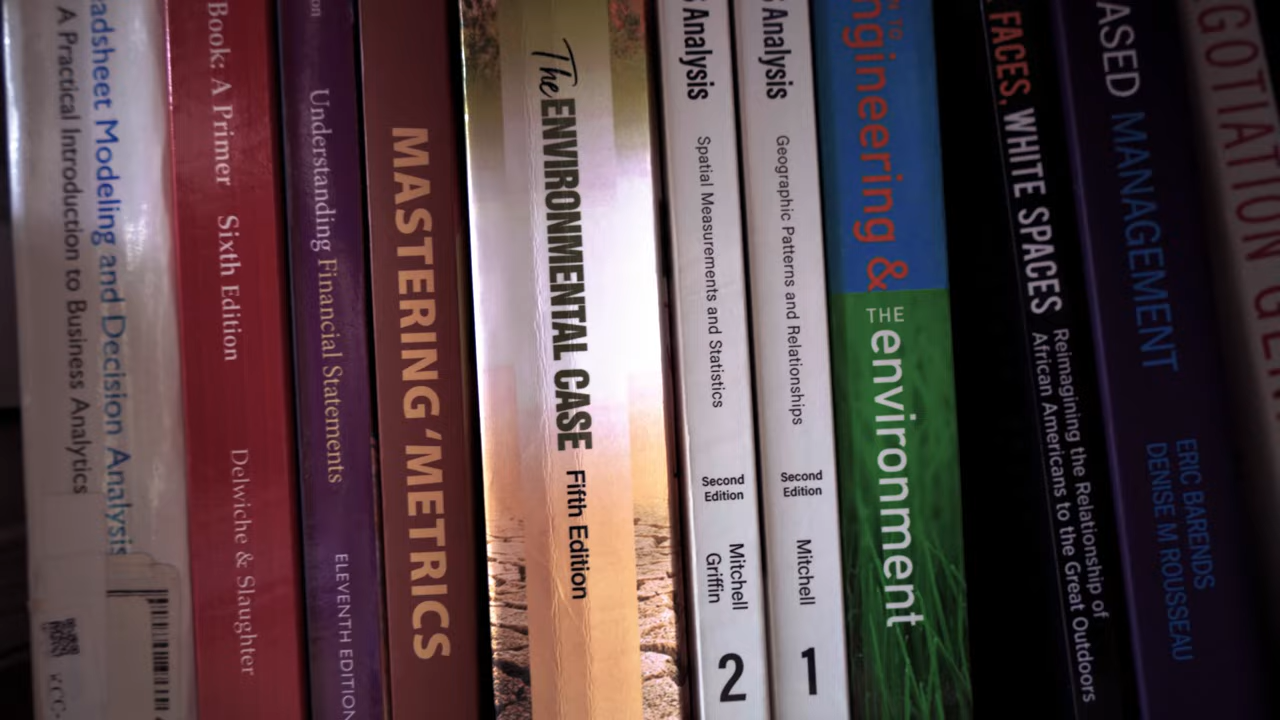 adsheet Modeling and Decision Analysis
A Practical Introduction to Business Analytics
Book: A Primer Sixth Edition
Delwiche & Slaughter
Understanding Financial Statements
ELEVENTH EDITION
MASTERING 'METRICS
The ENVIRONMENTAL CASE Fifth Edition
Analysis
Spatial Measurements and Statistics
Second
Edition
Mitchell
Griffin
2
Analysis
Geographic Patterns and Relationships
Second
Edition
Mitchell
1
TO
ngineering &
THE
environment
FACES, WHITE SPACES
Reimagining the Relationship of
African Americans to the Great Outdoors
ASED MANAGEMENT
ERIC BARENDS
DENISE M ROUSSEAU
GOTIATION